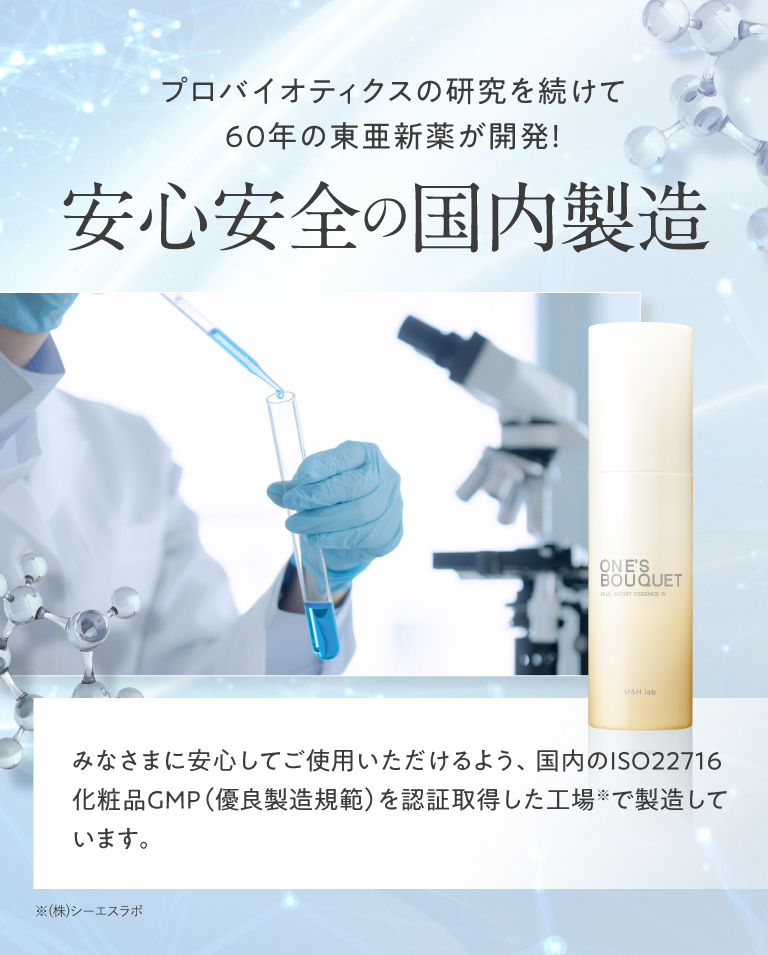 プロバイオティクスの研究を続けて
60年の東亜新薬が開発!
安心安全の国内製造
ONE'S
BOUQUET
DUAL BOOST ESSENCE W
M&H lab
みなさまに安心してご使用いただけるよう、国内のISO22716
化粧品GMP(優良製造規範)を認証取得した工場※で製造して
います。
※(株)シーエスラボ